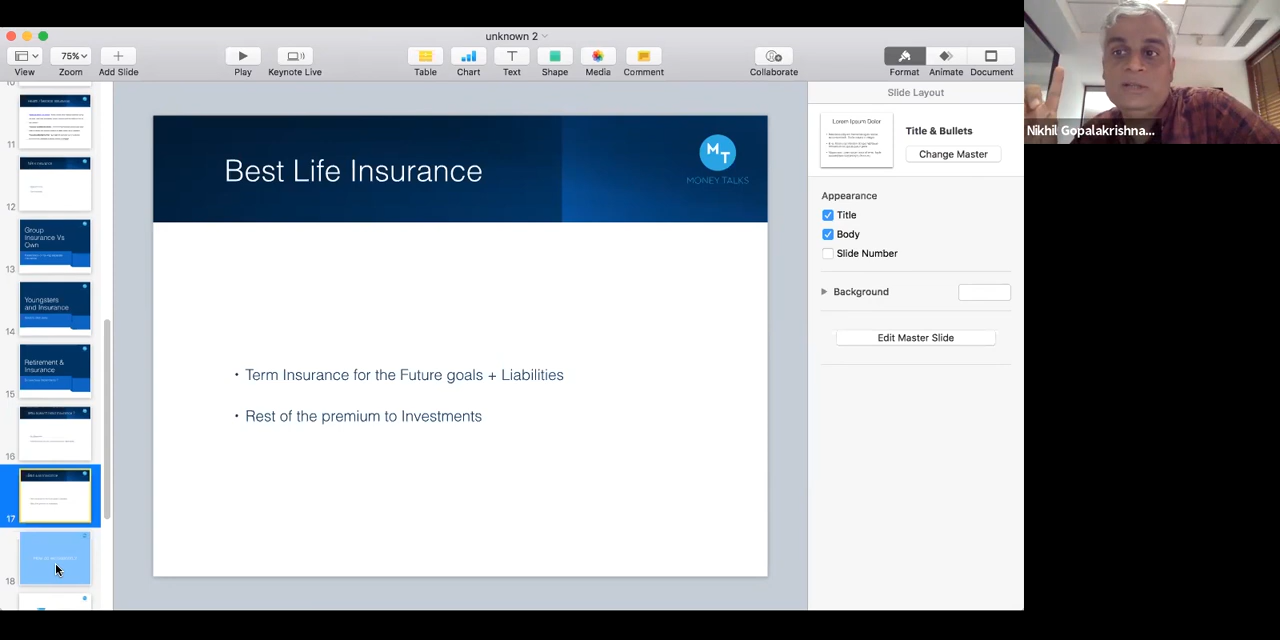 unknown 2
75%
View
Zoom
Add Slide
Play
Keynote Live
Table
Chart
Text
Shape
Media
Comment
Collaborate
Format
Animate
Document
11
12
Group
Insurance Vs
Own
13
Youngsters
and Insurance
14
Retirement &
Insurance
15
16
17
18
Best Life Insurance
MT
MONEY TALKS
• Term Insurance for the Future goals + Liabilities
• Rest of the premium to Investments
Slide Layout
Lorem Ipsum Dolor
Title & Bullets
Change Master
Appearance
Title
Body
Slide Number
Background
Edit Master Slide
Nikhil Gopalakrishna...